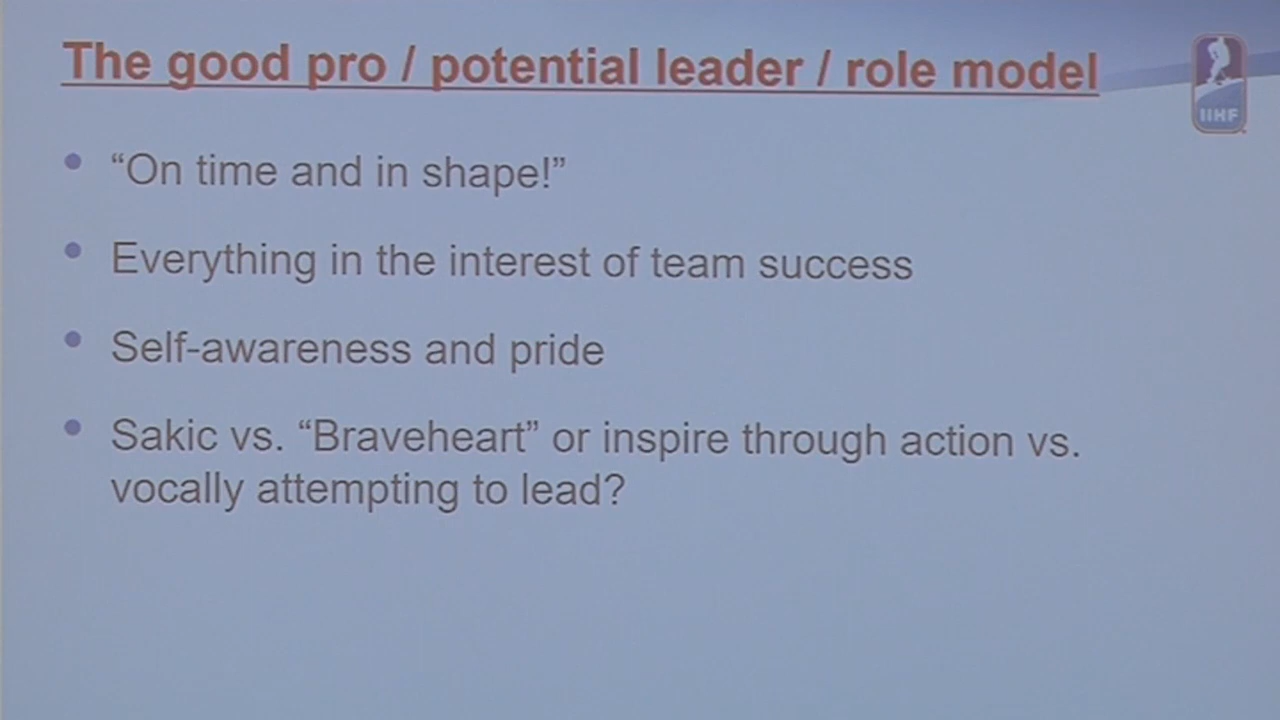 The good pro / potential leader / role model
IIHF
• “On time and in shape!”
• Everything in the interest of team success
• Self-awareness and pride
• Sakic vs. “Braveheart” or inspire through action vs.
vocally attempting to lead?